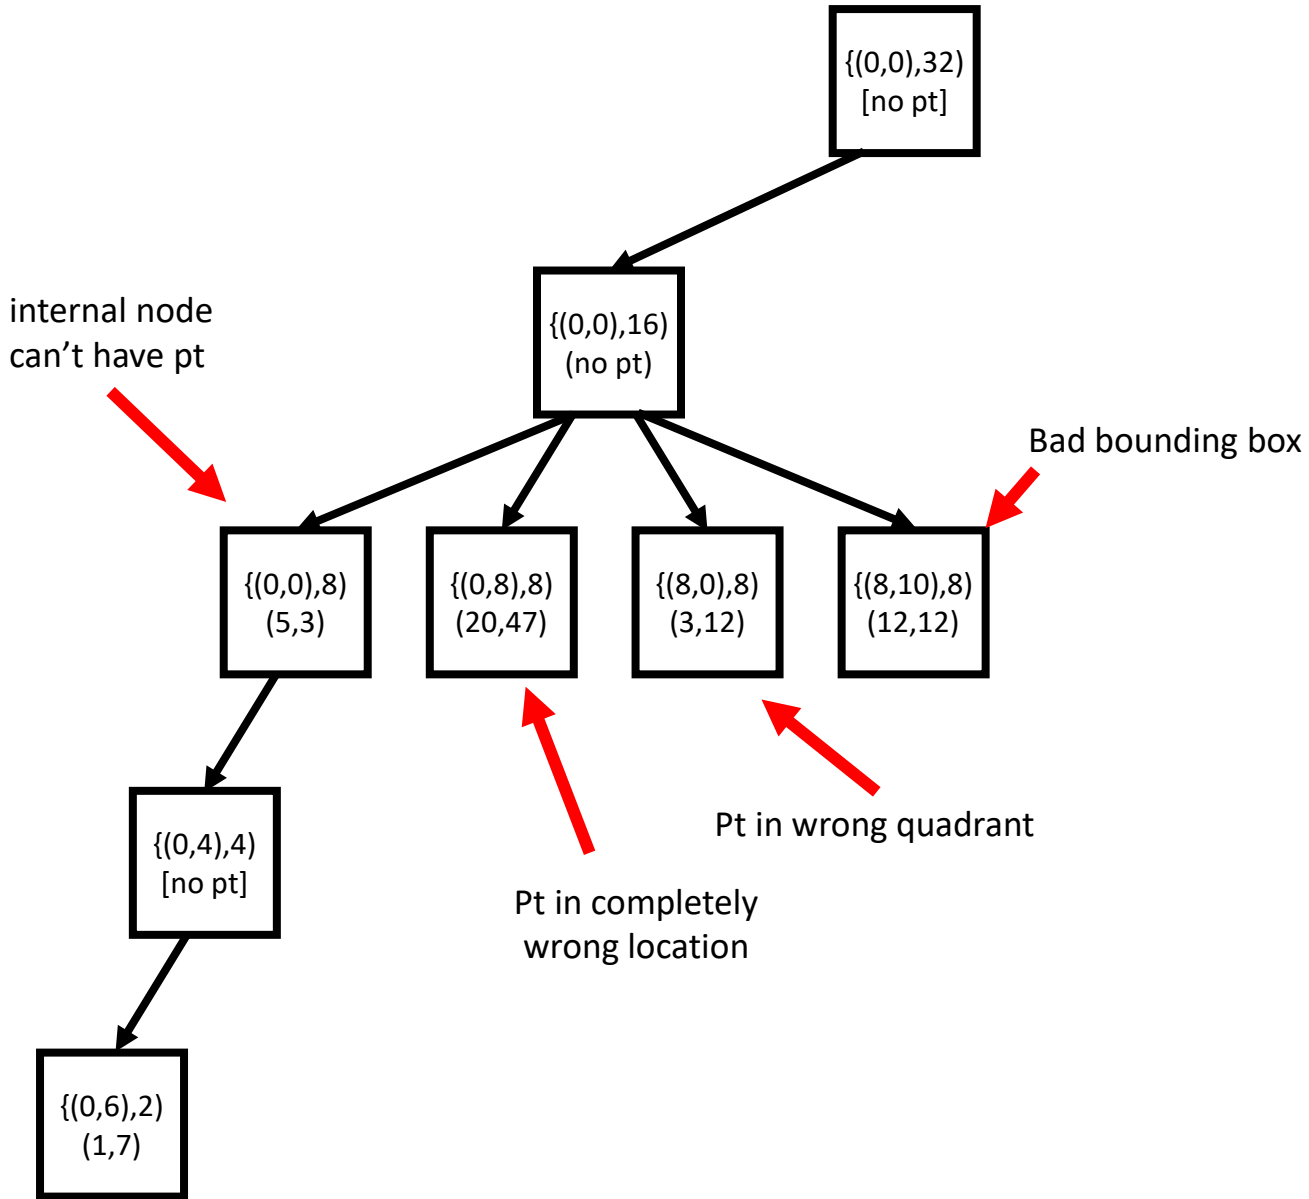 {(0,0),32)
[no pt]
{(0,0),16)
(no pt)
internal node
can’t have pt
Bad bounding box
{(0,0),8)
(5,3)
{(0,8),8)
(20,47)
{(8,0),8)
(3,12)
{(8,10),8)
(12,12)
{(0,4),4)
[no pt]
Pt in wrong quadrant
Pt in completely
wrong location
{(0,6),2)
(1,7)